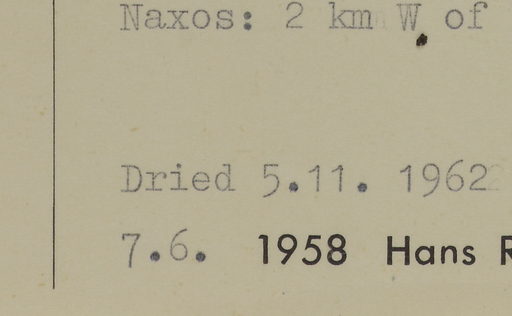 Naxos: 2 km W of
Dried 5.11. 1962
7.6. 1958 Hans